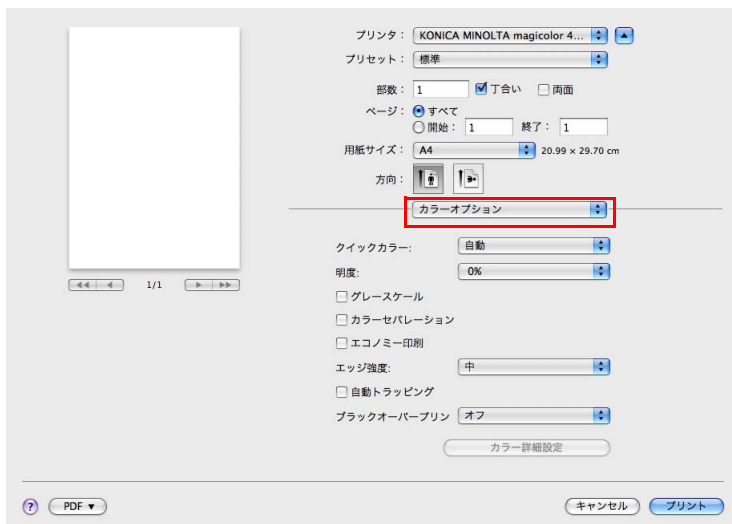 プリンタ： KONICA MINOLTA magicolor 4...
プリセット： 標準
部数： 1 丁合い 両面
ページ： すべて
開始： 1 終了： 1
用紙サイズ： A4 20.99 × 29.70 cm
方向：
カラーオプション
クイックカラー: 自動
明度: 0%
1/1
グレースケール
カラーセパレーション
エコノミー印刷
エッジ強度: 中
自動トラッピング
ブラックオーバープリン オフ
カラー詳細設定
? PDF ▼ キャンセル プリント